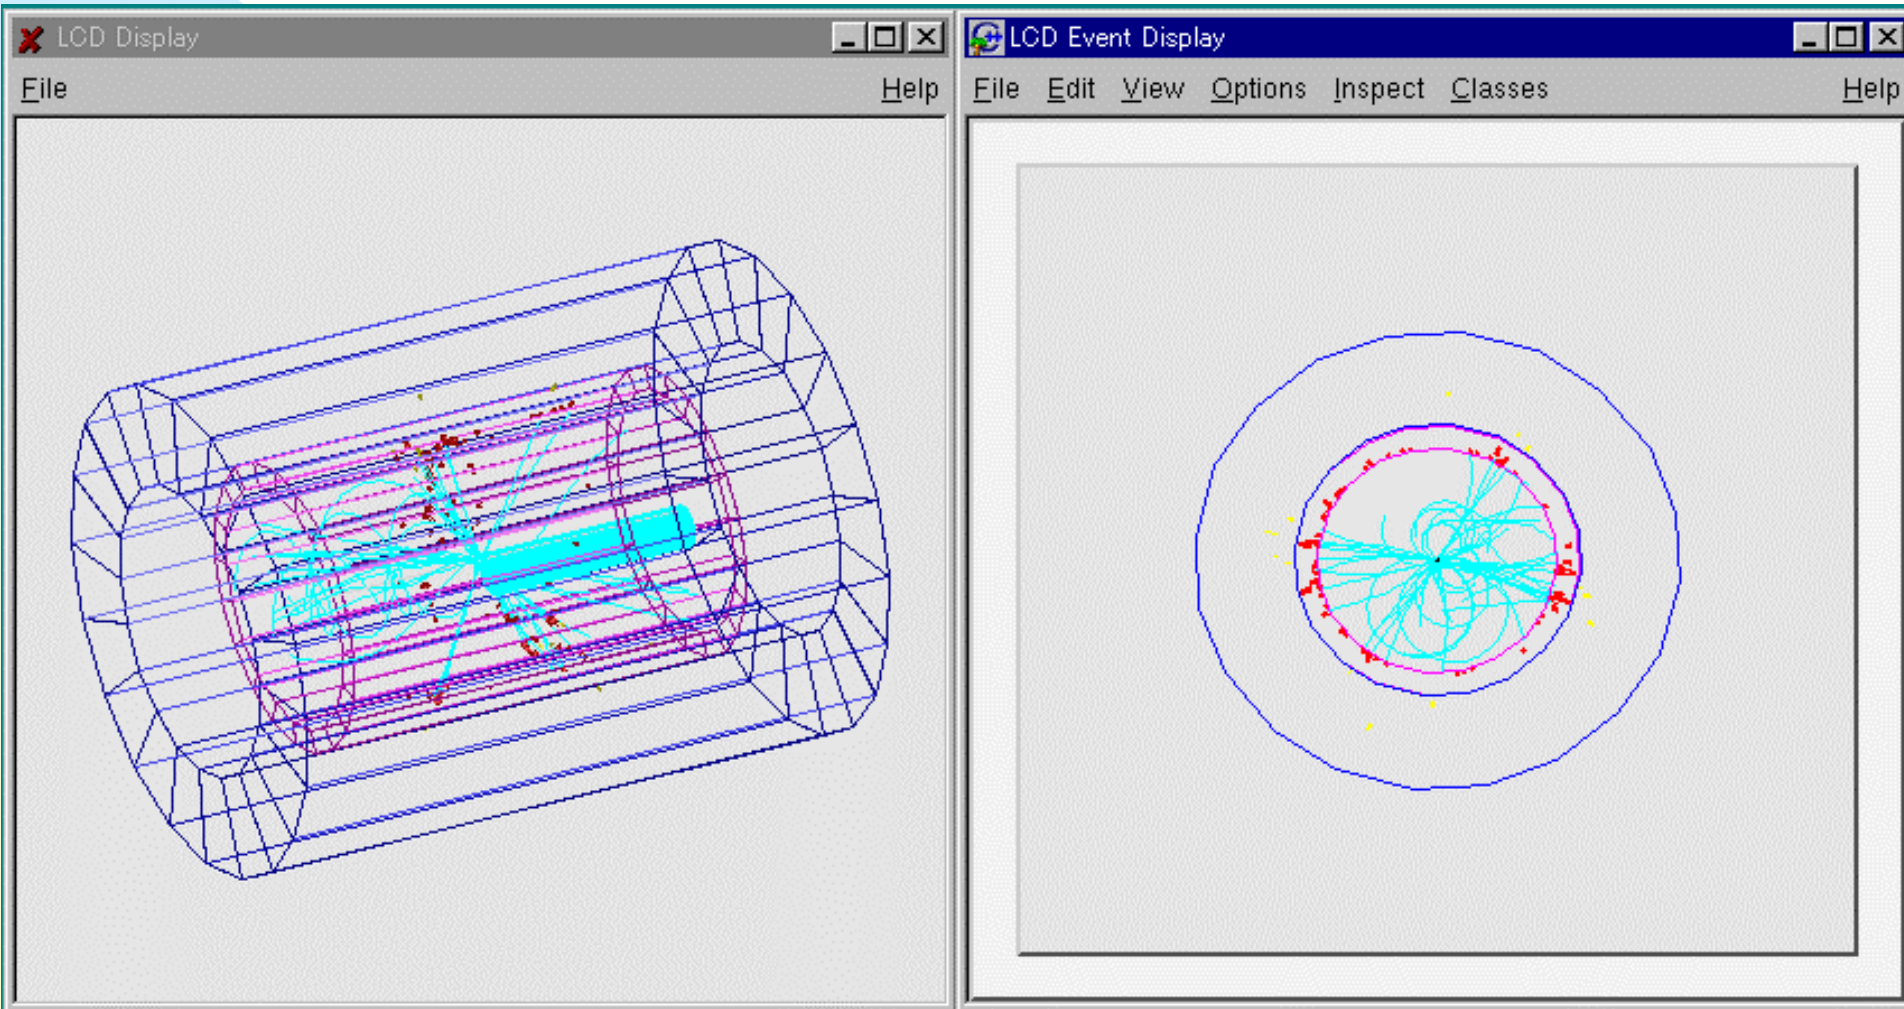 LCD Display
File Help
LCD Event Display
File Edit View Options Inspect Classes Help